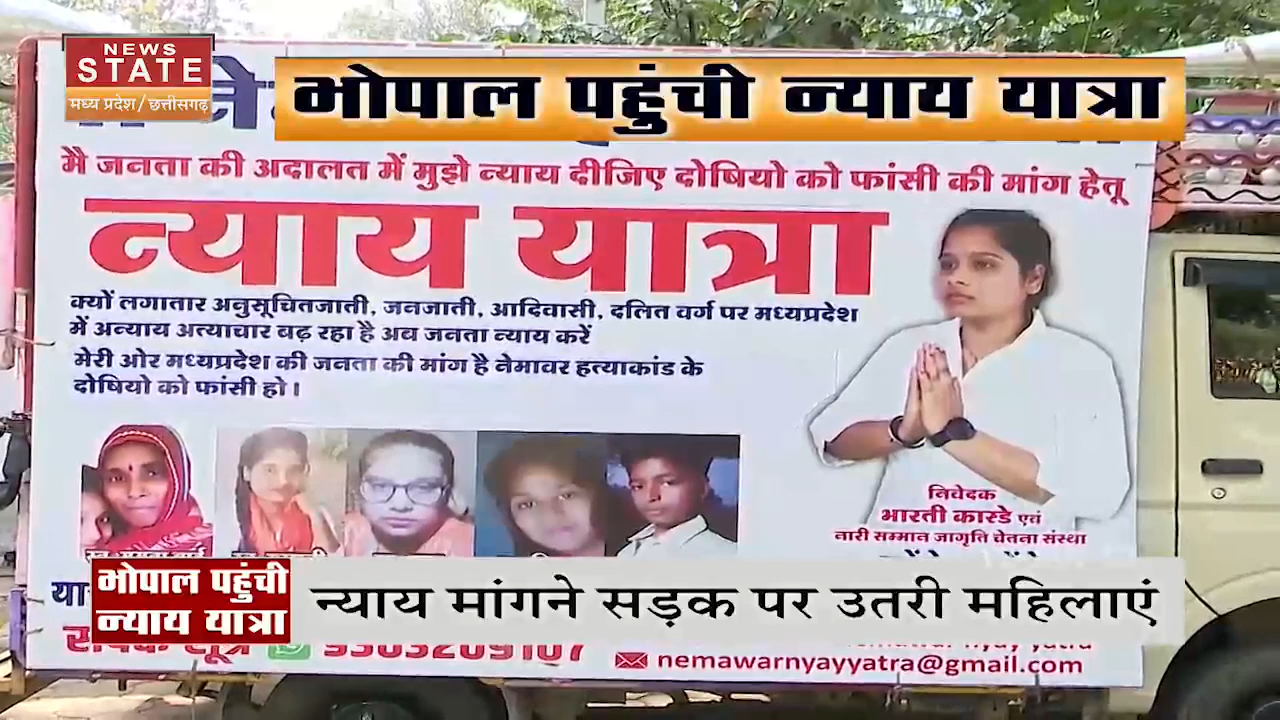 NEWS
STATE
मध्य प्रदेश/छत्तीसगढ़
भोपाल पहुंची न्याय यात्रा
मै जनता की अदालत में मुझे न्याय दीजिए दोषियो को फांसी की मांग हेतू
न्याय यात्रा
क्यों लगातार अनुसूचितजाती, जनजाती, आदिवासी, दलित वर्ग पर मध्यप्रदेश
में अन्याय अत्याचार बढ़ रहा है अब जनता न्याय करें
मेरी ओर मध्यप्रदेश की जनता की मांग है नेमावर हत्याकांड के
दोषियो को फांसी हो।
निवेदक
भारती कास्डे एवं
नारी सम्मान जागृति चेतना संस्था
भोपाल पहुंची
न्याय यात्रा
न्याय मांगने सड़क पर उतरी महिलाएं
nemawarnyayyatra@gmail.com